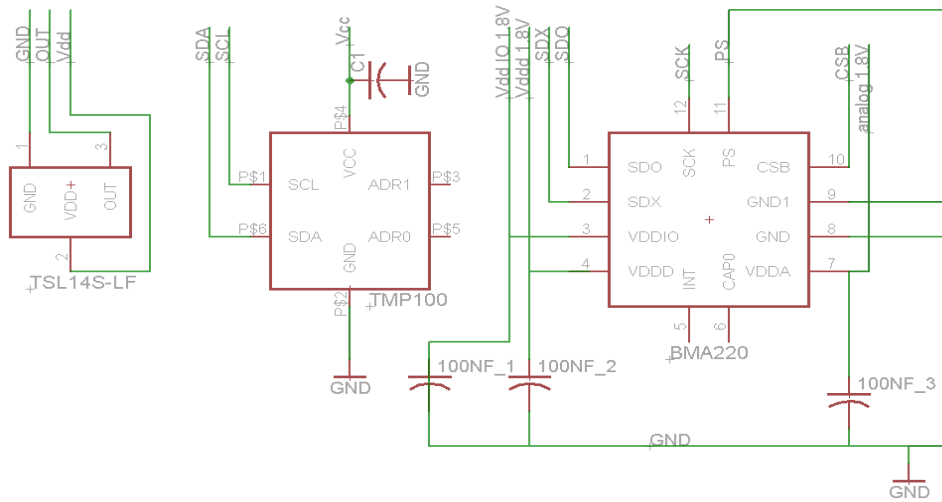 GND
OUT
Vdd
1
3
GND
VDD+
OUT
2
TSL14S-LF
SDA
SCL
Vcc
C1
GND
P$4
VCC
P$1
SCL
ADR1
P$3
P$6
SDA
ADR0
P$5
GND
P$2
TMP100
GND
Vdd IO 1.8V
Vddd 1.8V
SDX
SDO
SCK
PS
CSB
analog 1.8V
12
11
SCK
PS
1
SDO
CSB
10
2
SDX
GND1
9
3
VDDIO
GND
8
4
VDDD
VDDA
7
INT
CAP0
5
6
BMA220
100NF_1
100NF_2
100NF_3
GND
GND